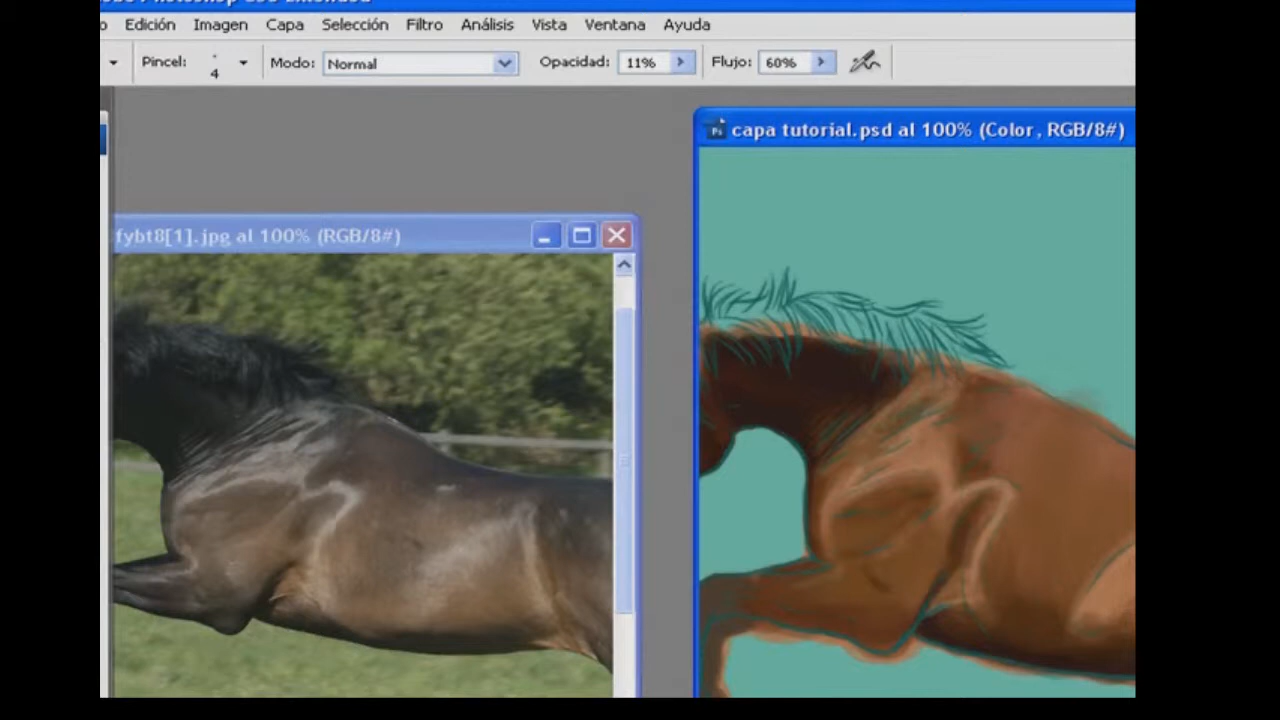 Edición Imagen Capa Selección Filtro Análisis Vista Ventana Ayuda
Pincel: 4 Modo: Normal Opacidad: 11% Flujo: 60%
capa tutorial.psd al 100% (Color, RGB/8#)
fybt8[1].jpg al 100% (RGB/8#)